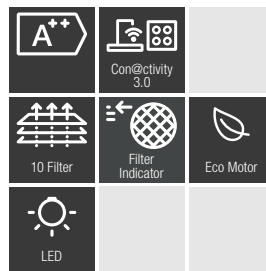 A++
Con@ctivity
3.0
10 Filter
Filter
Indicator
Eco Motor
LED